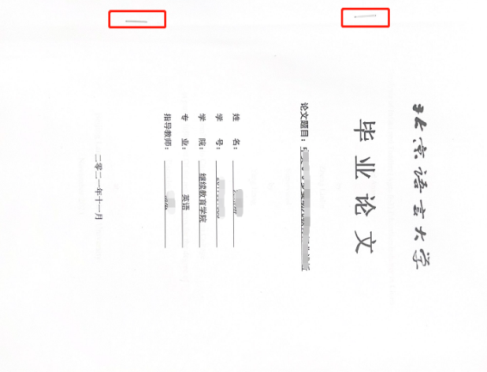 北京语言大学
毕业论文
论文题目：
姓 名：
学 号：
学 院：继续教育学院
专 业：英语
指导教师：
二零二一年十一月